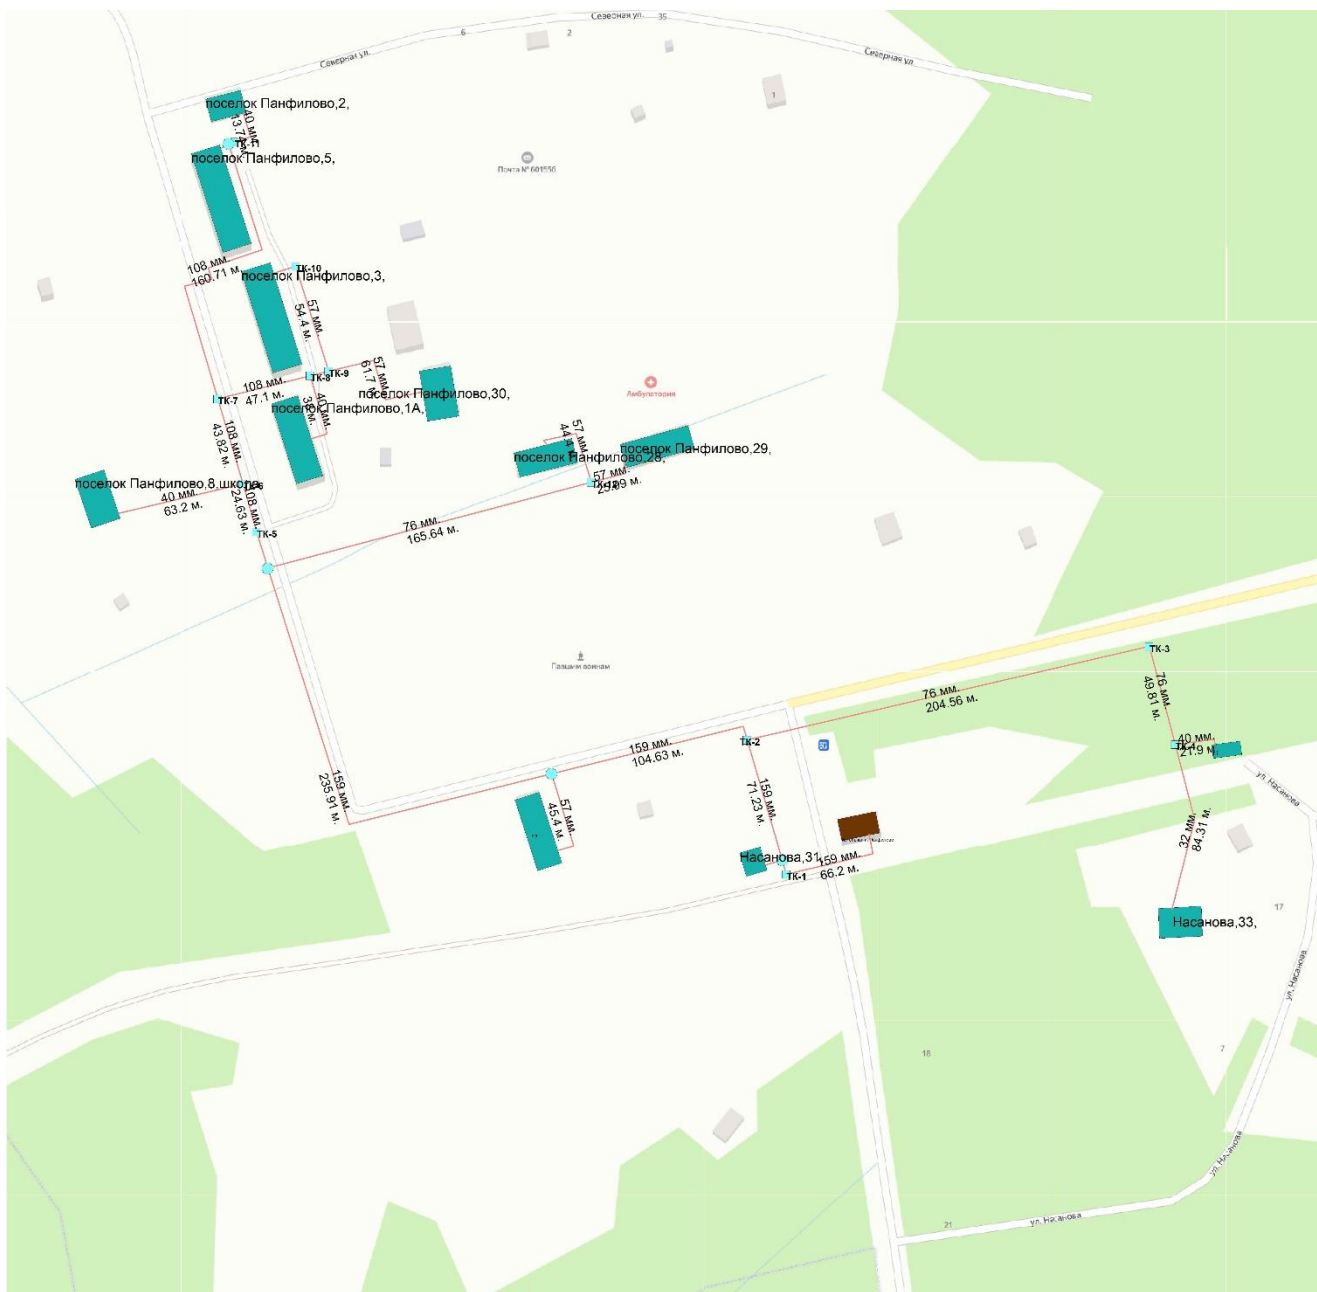 Северная ул.
35
6
2
Северная ул.
Северная ул.
1
поселок Панфилово,2,
40 мм.
13.74 м.
ТК-11
поселок Панфилово,5,
Почта № 601556
108 мм.
160.71 м.
ТК-10
поселок Панфилово,3,
57 мм.
54.4 м.
ТК-9
ТК-8
57 мм.
61.7 м.
108 мм.
47.1 м.
ТК-7
поселок Панфилово,30,
Амбулатория
40 мм.
поселок Панфилово,1А,
108 мм.
43.82 м.
57 мм.
поселок Панфилово,29,
поселок Панфилово,28,
57 мм.
поселок Панфилово,8.школа
40 мм.
63.2 м.
108 мм.
24.63 м.
ТК-5
76 мм.
165.64 м.
Павшим воинам
ТК-3
76 мм.
49.81 м.
76 мм.
204.56 м.
ТК-2
40 мм.
21.9 м.
ТК-4
159 мм.
104.63 м.
159 мм.
235.91 м.
159 мм.
71.23 м.
57 мм.
45.4 м.
ул. Насанова
32 мм.
84.31 м.
Насанова,31,
159 мм.
66.2 м.
ТК-1
17
Насанова,33,
ул. Насанова
18
7
ул. Насанова
21
ул. Насанова